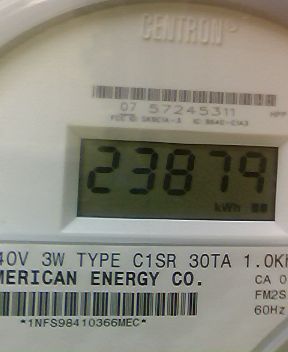 CENTRON
07 57245311
23879
kWh
40V 3W TYPE C1SR 30TA 1.0K
MERICAN ENERGY CO.
CA 0
FM2S
60Hz
*1NFS98410366MEC*